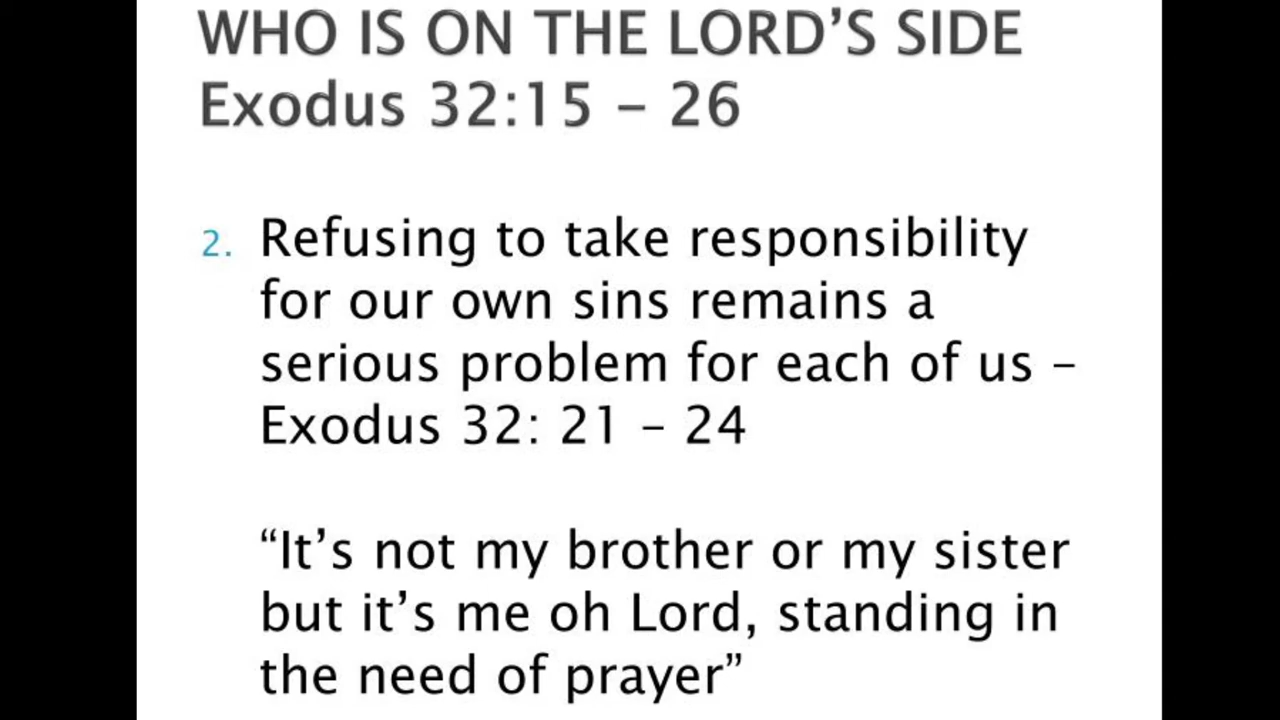 WHO IS ON THE LORD’S SIDE
Exodus 32:15 – 26
2. Refusing to take responsibility
for our own sins remains a
serious problem for each of us –
Exodus 32: 21 – 24
“It’s not my brother or my sister
but it’s me oh Lord, standing in
the need of prayer”